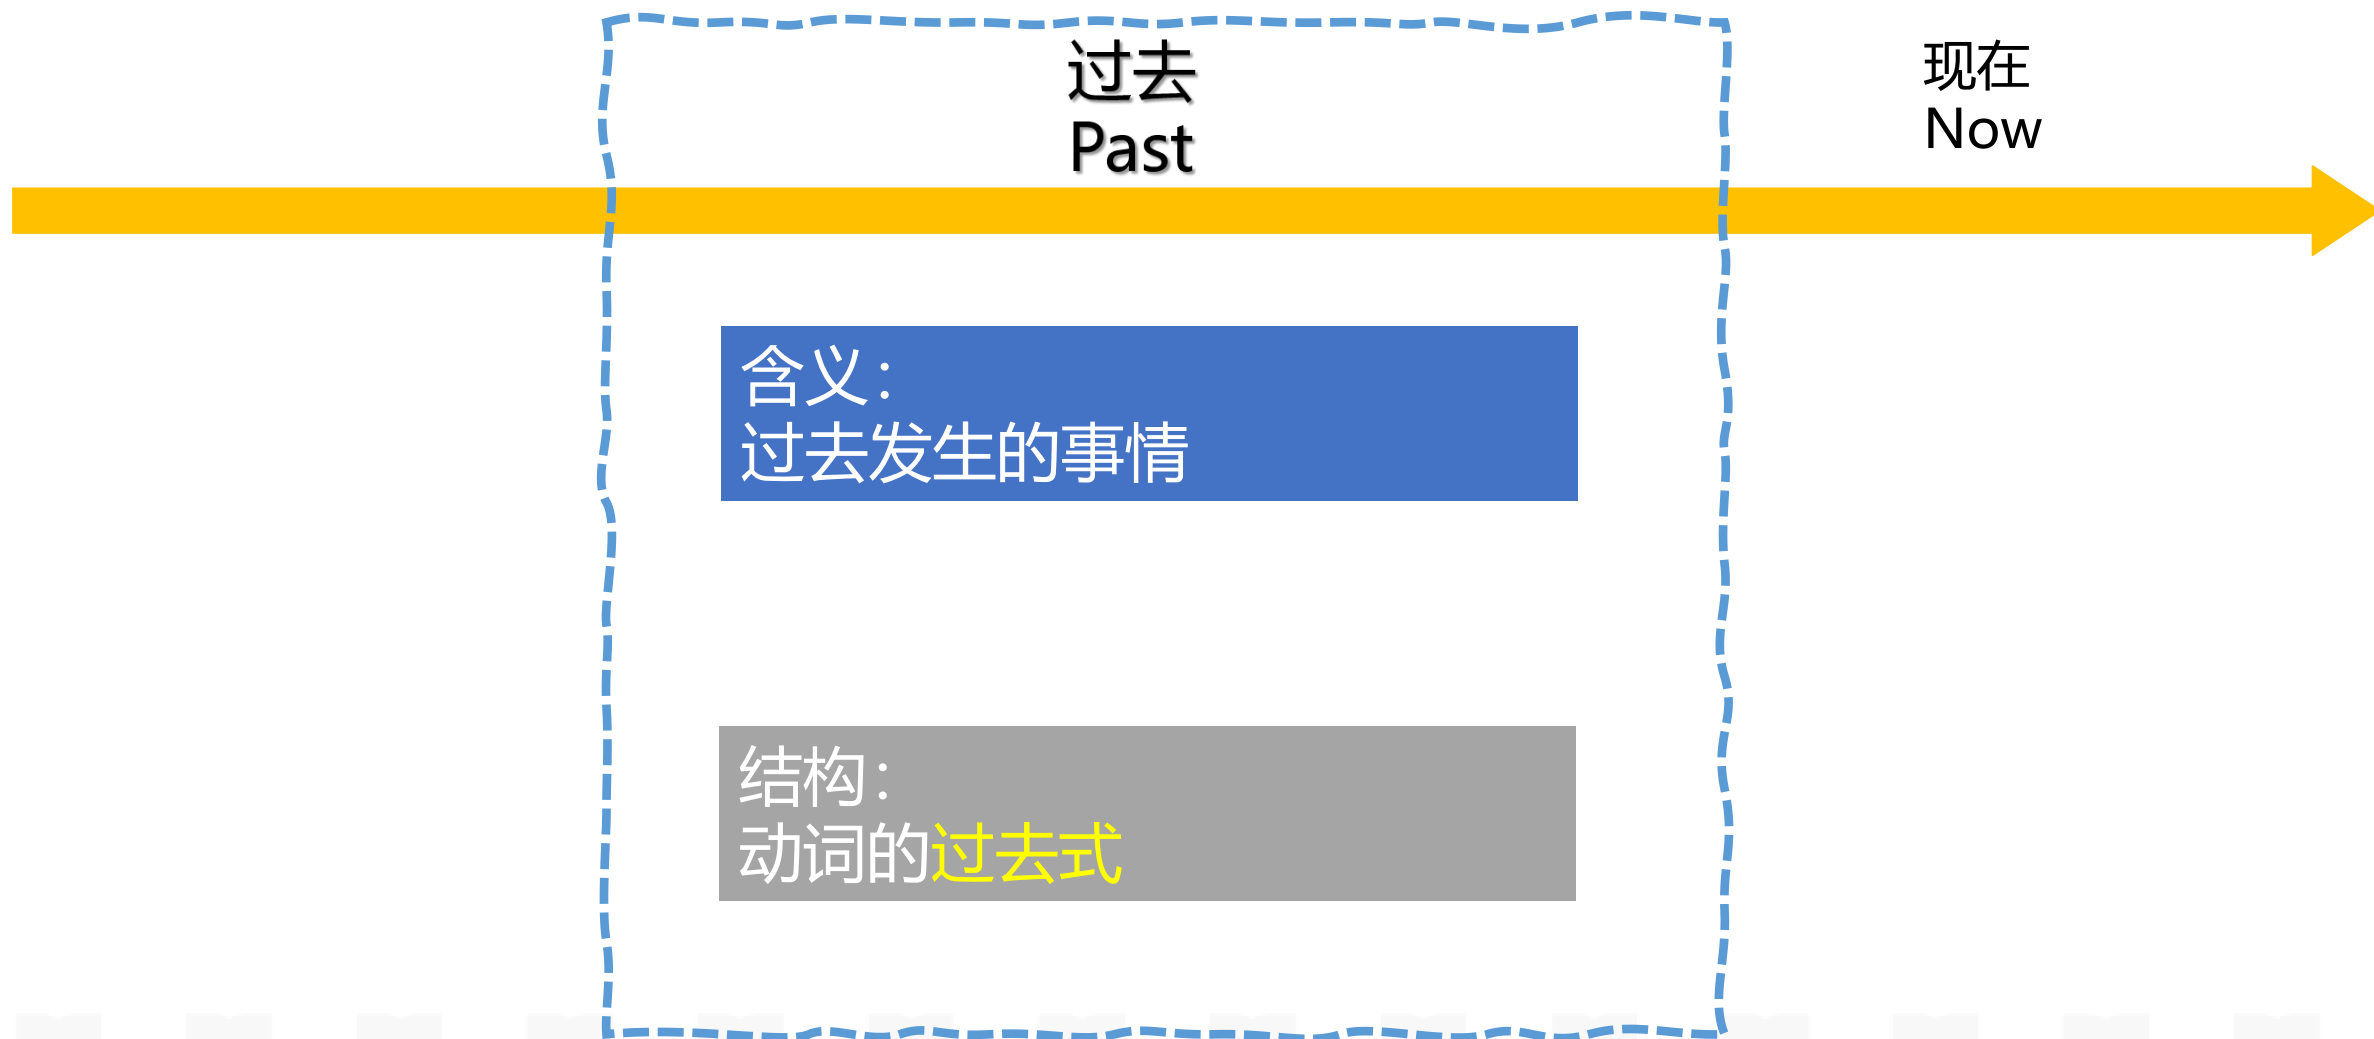 过去
Past
现在
Now
含义：
过去发生的事情
结构：
动词的过去式